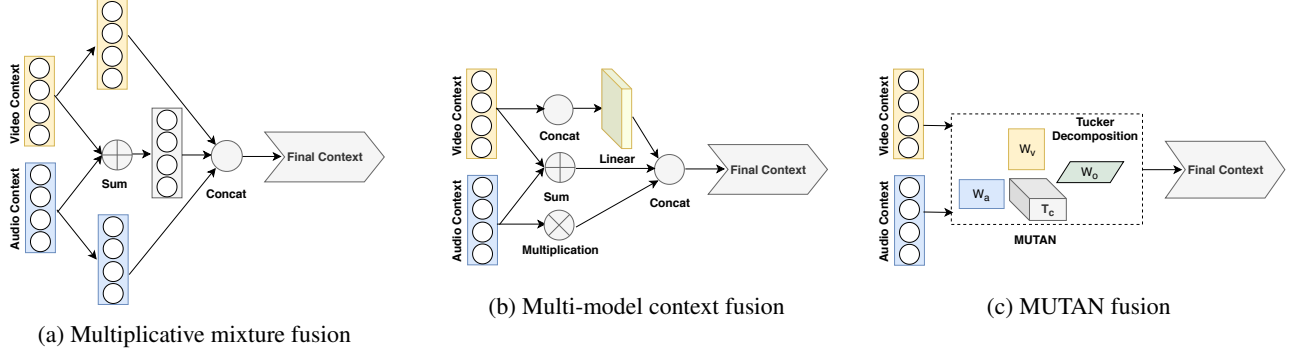 Video Context
Audio Context
Sum
Concat
Final Context
(a) Multiplicative mixture fusion
Video Context
Audio Context
Concat
Linear
Sum
Multiplication
Concat
Final Context
(b) Multi-model context fusion
Video Context
Audio Context
Tucker
Decomposition
Wv
Wo
Wa
Tc
MUTAN
Final Context
(c) MUTAN fusion